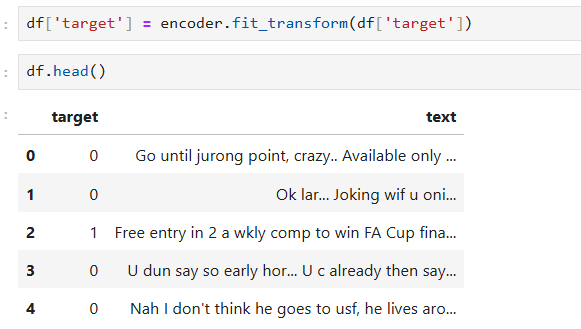 : df['target'] = encoder.fit_transform(df['target'])
: df.head()
:
target text
0 0 Go until jurong point, crazy.. Available only ...
1 0 Ok lar... Joking wif u oni...
2 1 Free entry in 2 a wkly comp to win FA Cup fina...
3 0 U dun say so early hor... U c already then say...
4 0 Nah I don't think he goes to usf, he lives aro...